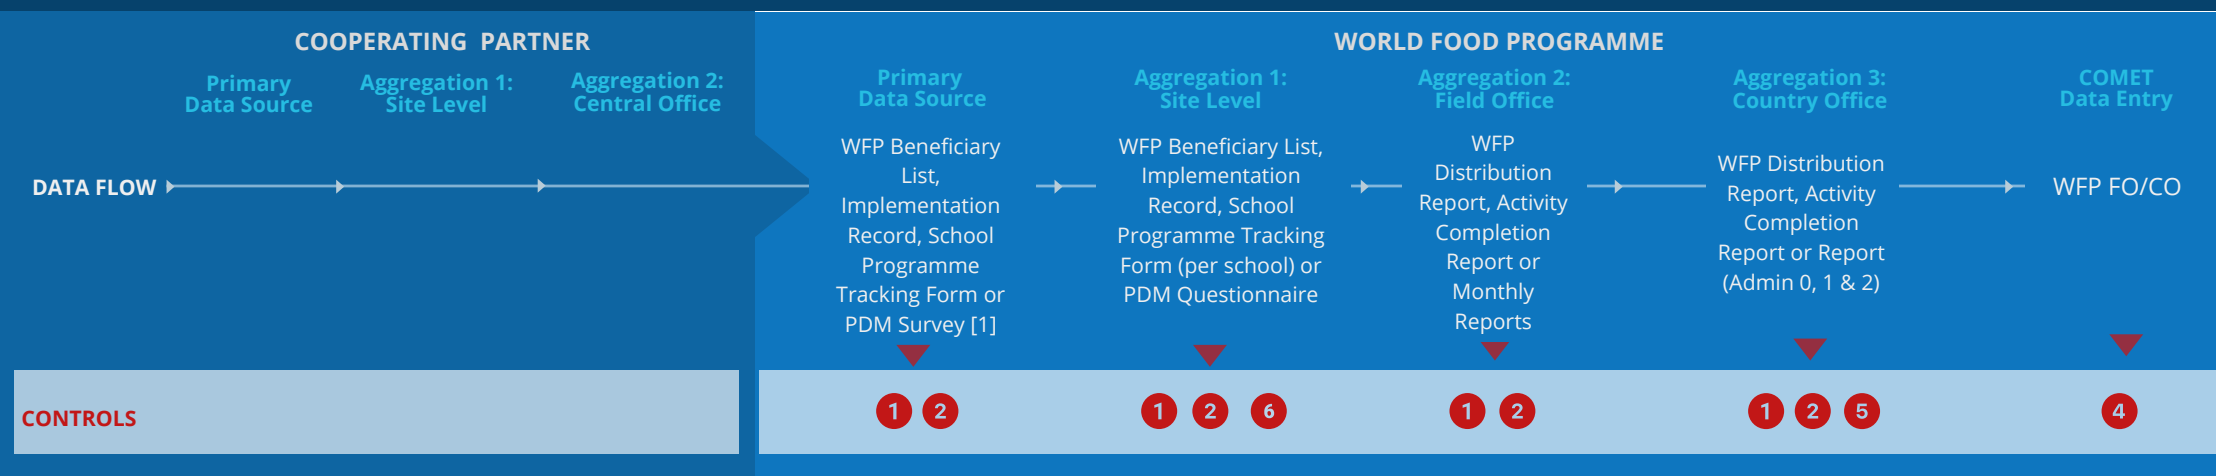 COOPERATING PARTNER
Primary
Data Source
Aggregation 1:
Site Level
Aggregation 2:
Central Office
WORLD FOOD PROGRAMME
Primary
Data Source
Aggregation 1:
Site Level
Aggregation 2:
Field Office
Aggregation 3:
Country Office
COMET
Data Entry
DATA FLOW
WFP Beneficiary
List,
Implementation
Record, School
Programme
Tracking Form or
PDM Survey [1]
WFP Beneficiary List,
Implementation
Record, School
Programme Tracking
Form (per school) or
PDM Questionnaire
WFP
Distribution
Report, Activity
Completion
Report or
Monthly
Reports
WFP Distribution
Report, Activity
Completion
Report or Report
(Admin 0, 1 & 2)
WFP FO/CO
CONTROLS
1 2
1 2 6
1 2
1 2 5
4